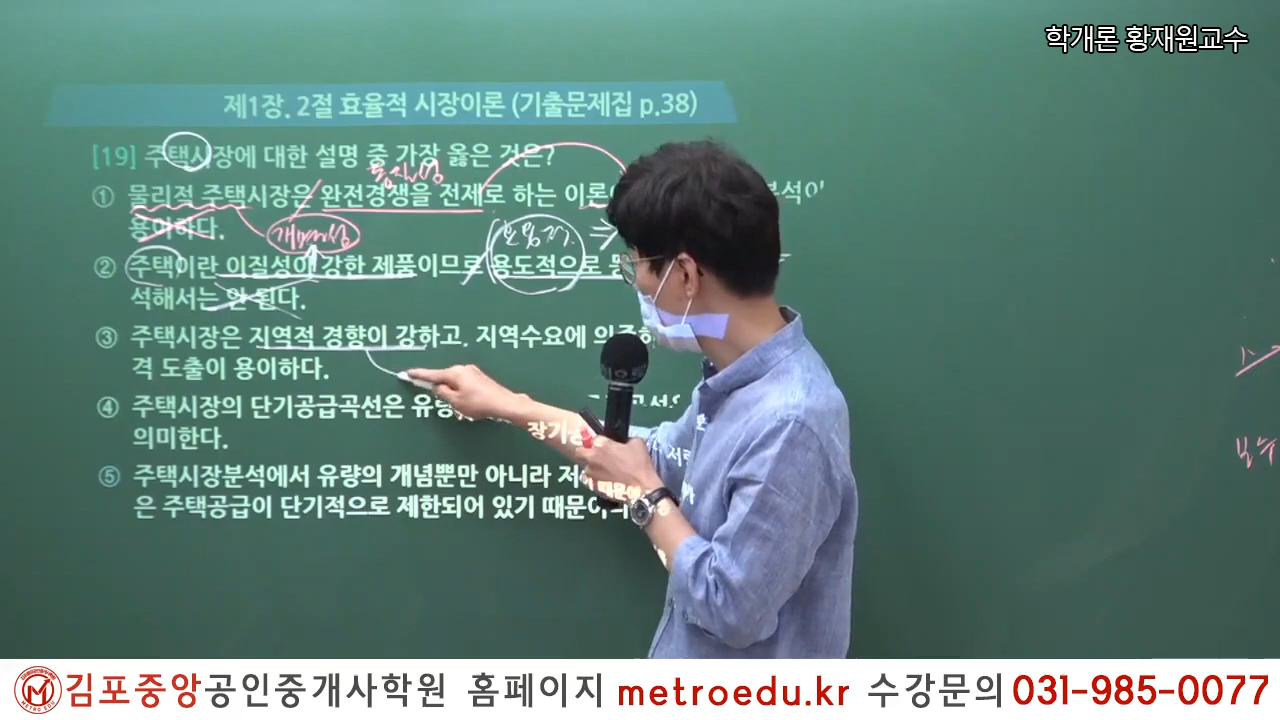 학개론 황재원교수
제1장. 2절 효율적 시장이론 (기출문제집 p.38)
[19] 주택시장에 대한 설명 중 가장 옳은 것은?
동질성
① 물리적 주택시장은 완전경쟁을 전제로 하는 이론
용이하다.
개별성
② 주택이란 이질성이 강한 제품이므로 용도적으로
석해서는 안 된다.
③ 주택시장은 지역적 경향이 강하고, 지역수요에
격 도출이 용이하다.
④ 주택시장의 단기공급곡선은
의미한다.
⑤ 주택시장분석에서 유량의 개념뿐만 아니라
은 주택공급이 단기적으로 제한되어 있기
METRO EDU
김포중앙공인중개사학원 홈페이지 metroedu.kr 수강문의 031-985-0077